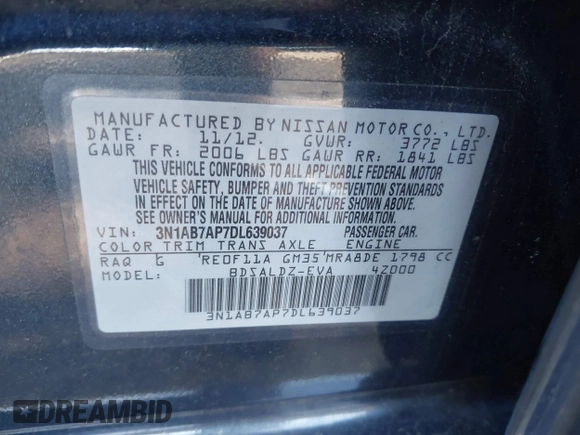 MANUFACTURED BY NISSAN MOTOR CO., LTD.
DATE: 11/12. GVWR: 3772 LBS
GAWR FR: 2006 LBS GAWR RR: 1841 LBS
THIS VEHICLE CONFORMS TO ALL APPLICABLE FEDERAL MOTOR
VEHICLE SAFETY, BUMPER AND THEFT PREVENTION STANDARDS
IN EFFECT ON THE DATE OF MANUFACTURE SHOWN ABOVE.
SEE OWNER'S MANUAL FOR ADDITIONAL INFORMATION
VIN: 3N1AB7AP7DL639037 PASSENGER CAR.
COLOR TRIM TRANS AXLE ENGINE
RAQ G 'RE0F11A GM35'MRA8DE 1798 CC
MODEL: BDSALDZ-EVA 4Z000
3N1AB7AP7DL639037
DREAMBID